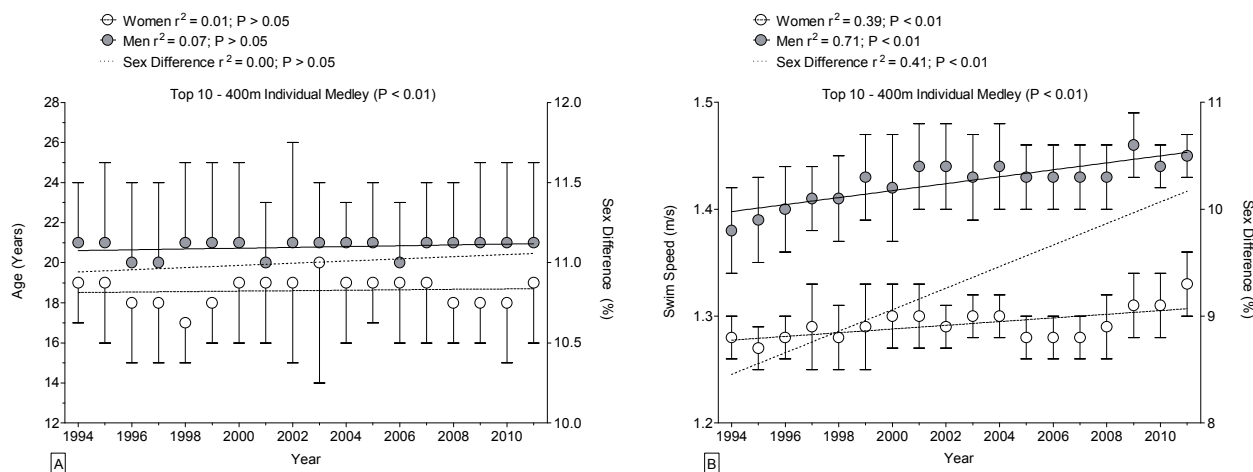 Women r² = 0.01; P > 0.05
Men r² = 0.07; P > 0.05
Sex Difference r² = 0.00; P > 0.05
Top 10 - 400m Individual Medley (P < 0.01)
28
26
24
22
20
18
16
14
12
Age (Years)
12.0
11.5
11.0
10.5
10.0
Sex Difference (%)
1994 1996 1998 2000 2002 2004 2006 2008 2010
Year
A
Women r² = 0.39; P < 0.01
Men r² = 0.71; P < 0.01
Sex Difference r² = 0.41; P < 0.01
Top 10 - 400m Individual Medley (P < 0.01)
1.5
1.4
1.3
1.2
Swim Speed (m/s)
11
10
9
8
Sex Difference (%)
1994 1996 1998 2000 2002 2004 2006 2008 2010
Year
B